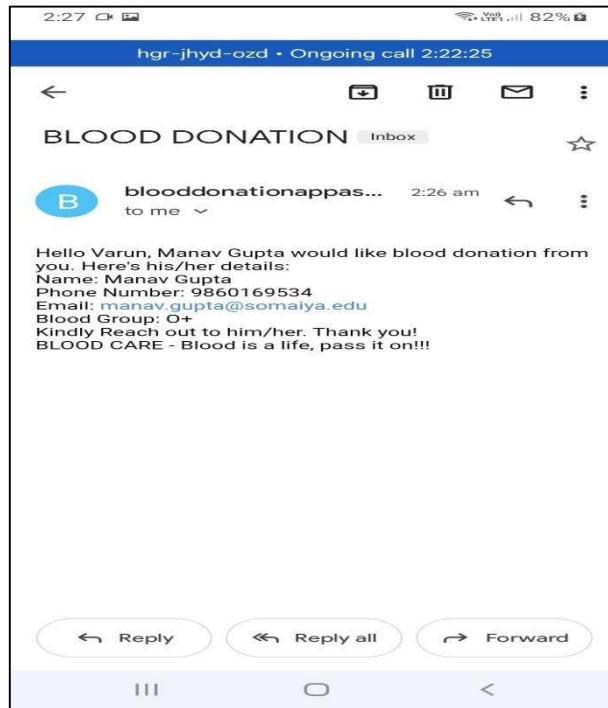 2:27 82%
hgr-jhyd-ozd • Ongoing call 2:22:25
BLOOD DONATION Inbox
B
blooddonationappas... 2:26 am
to me
Hello Varun, Manav Gupta would like blood donation from
you. Here's his/her details:
Name: Manav Gupta
Phone Number: 9860169534
Email: manav.gupta@somaiya.edu
Blood Group: O+
Kindly Reach out to him/her. Thank you!
BLOOD CARE - Blood is a life, pass it on!!!
Reply Reply all Forward